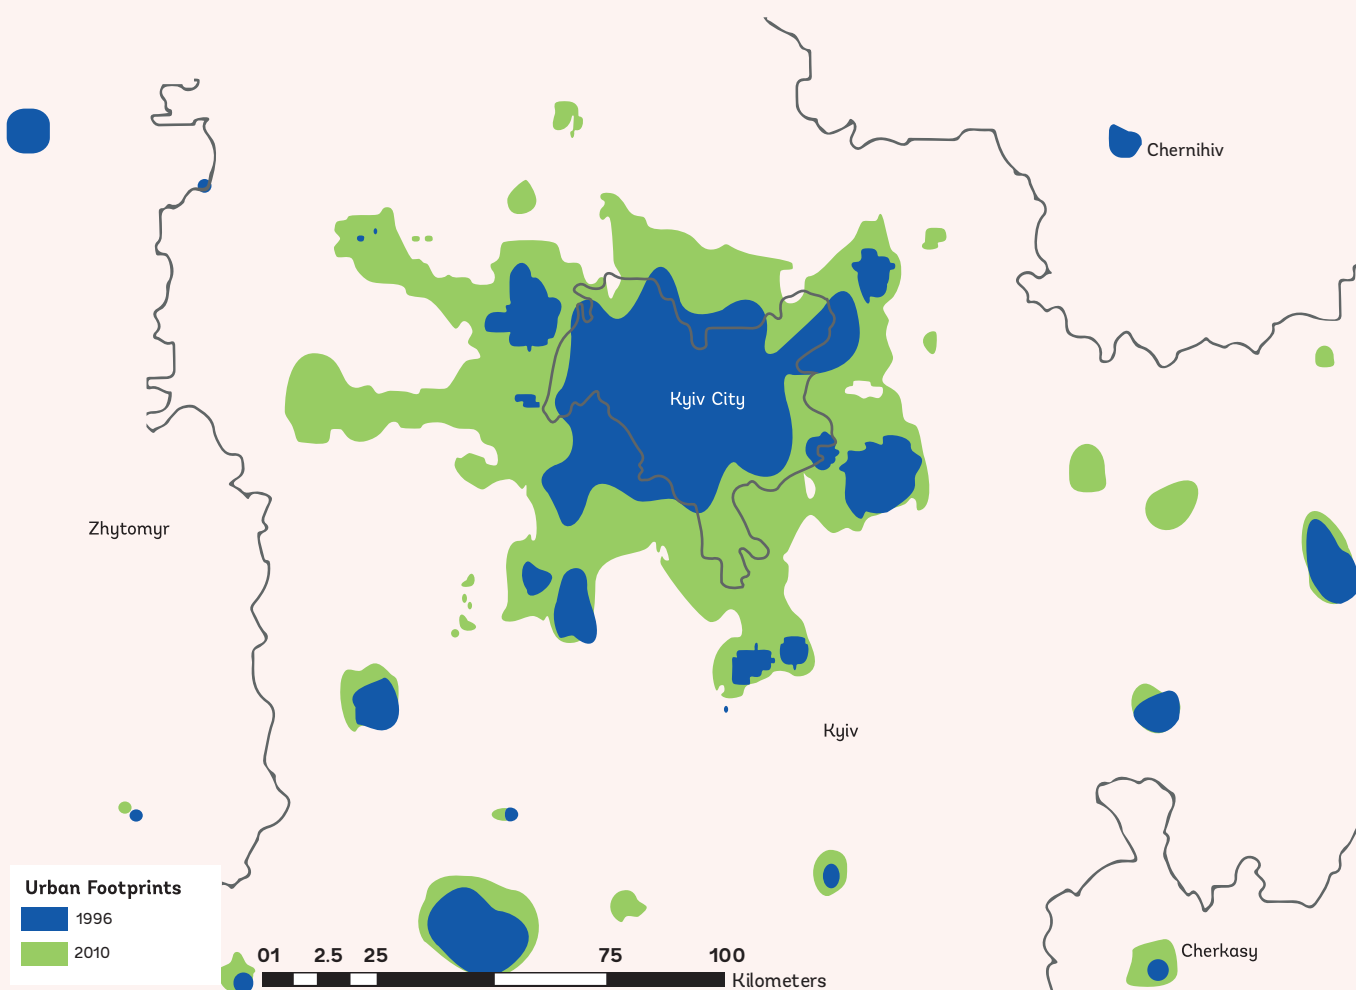 Chernihiv
Kyiv City
Zhytomyr
Kyiv
Urban Footprints
1996
2010
01 2.5 25 75 100
Kilometers
Cherkasy